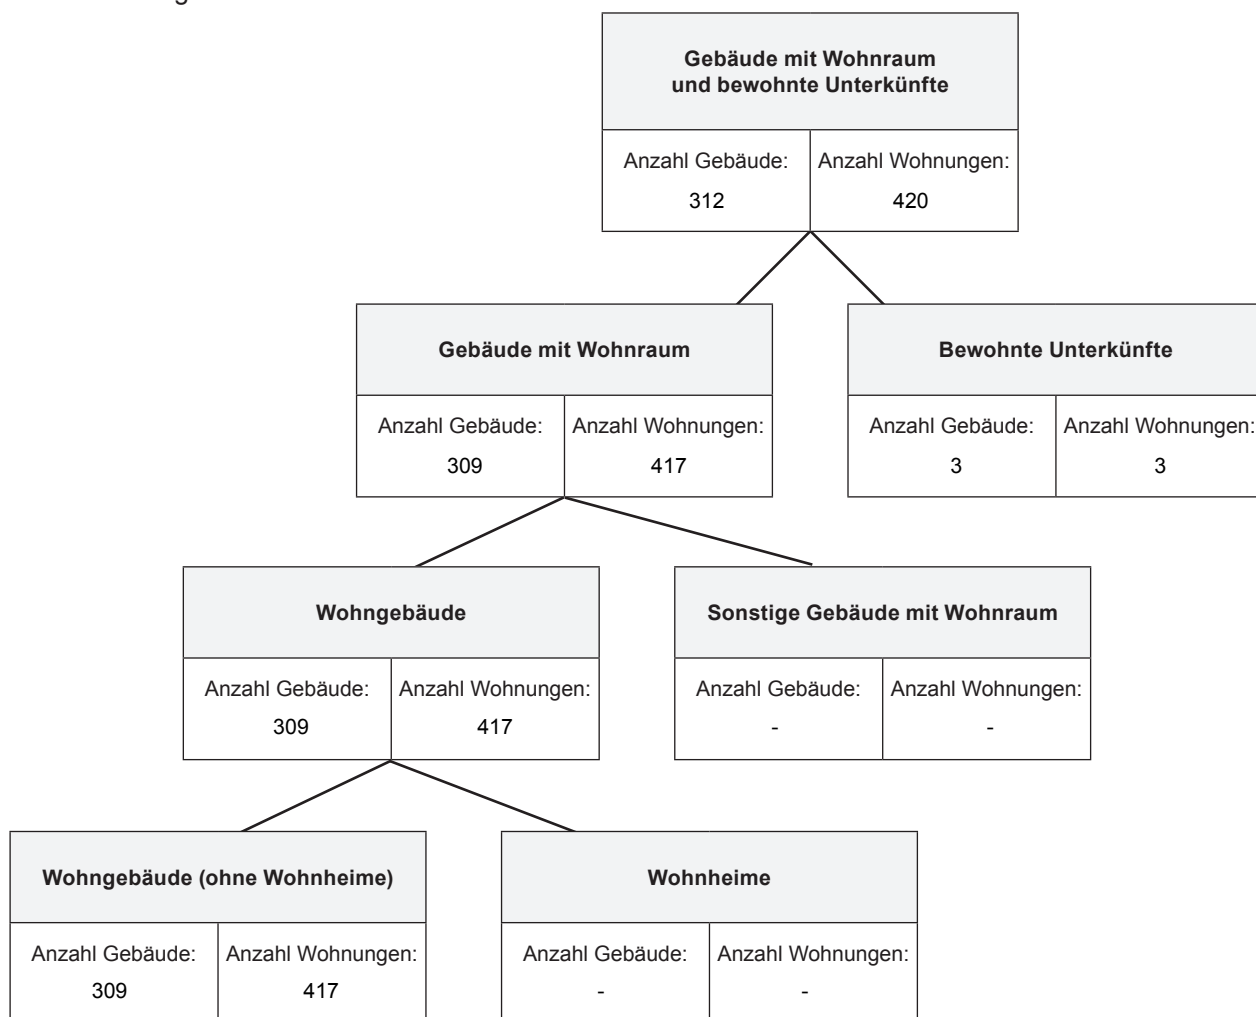 Gebäude mit Wohnraum
und bewohnte Unterkünfte
Anzahl Gebäude: Anzahl Wohnungen:
312 420
Gebäude mit Wohnraum
Anzahl Gebäude: Anzahl Wohnungen:
309 417
Bewohnte Unterkünfte
Anzahl Gebäude: Anzahl Wohnungen:
3 3
Wohngebäude
Anzahl Gebäude: Anzahl Wohnungen:
309 417
Sonstige Gebäude mit Wohnraum
Anzahl Gebäude: Anzahl Wohnungen:
- -
Wohngebäude (ohne Wohnheime)
Anzahl Gebäude: Anzahl Wohnungen:
309 417
Wohnheime
Anzahl Gebäude: Anzahl Wohnungen:
- -